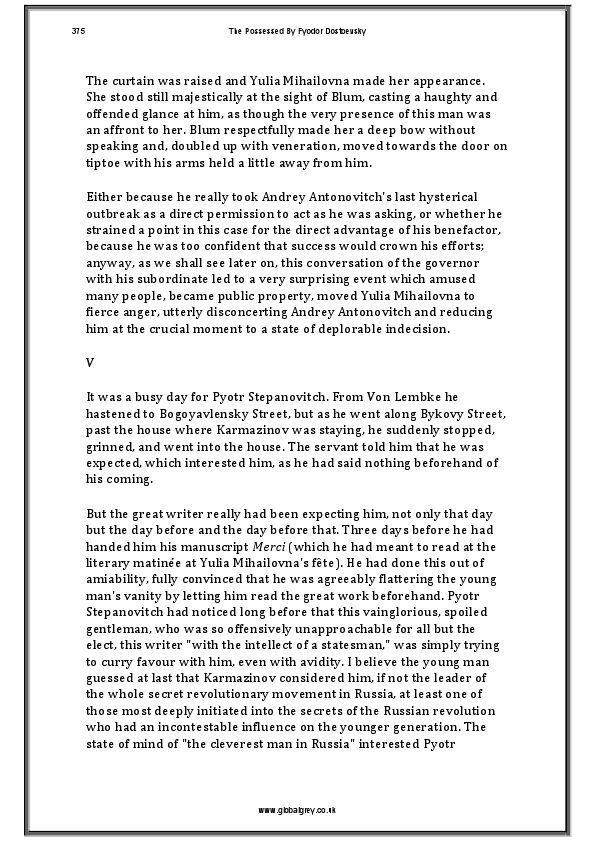 375 The Possessed By Fyodor Dostoevsky
The curtain was raised and Yulia Mihailovna made her appearance.
She stood still majestically at the sight of Blum, casting a haughty and
offended glance at him, as though the very presence of this man was
an affront to her. Blum respectfully made her a deep bow without
speaking and, doubled up with veneration, moved towards the door on
tiptoe with his arms held a little away from him.
Either because he really took Andrey Antonovitch's last hysterical
outbreak as a direct permission to act as he was asking, or whether he
strained a point in this case for the direct advantage of his benefactor,
because he was too confident that success would crown his efforts;
anyway, as we shall see later on, this conversation of the governor
with his subordinate led to a very surprising event which amused
many people, became public property, moved Yulia Mihailovna to
fierce anger, utterly disconcerting Andrey Antonovitch and reducing
him at the crucial moment to a state of deplorable indecision.
V
It was a busy day for Pyotr Stepanovitch. From Von Lembke he
hastened to Bogoyavlensky Street, but as he went along Bykovy Street,
past the house where Karmazinov was staying, he suddenly stopped,
grinned, and went into the house. The servant told him that he was
expected, which interested him, as he had said nothing beforehand of
his coming.
But the great writer really had been expecting him, not only that day
but the day before and the day before that. Three days before he had
handed him his manuscript Merci (which he had meant to read at the
literary matinée at Yulia Mihailovna's fête). He had done this out of
amiability, fully convinced that he was agreeably flattering the young
man's vanity by letting him read the great work beforehand. Pyotr
Stepanovitch had noticed long before that this vainglorious, spoiled
gentleman, who was so offensively unapproachable for all but the
elect, this writer "with the intellect of a statesman," was simply trying
to curry favour with him, even with avidity. I believe the young man
guessed at last that Karmazinov considered him, if not the leader of
the whole secret revolutionary movement in Russia, at least one of
those most deeply initiated into the secrets of the Russian revolution
who had an incontestable influence on the younger generation. The
state of mind of "the cleverest man in Russia" interested Pyotr
www.globalgrey.co.uk